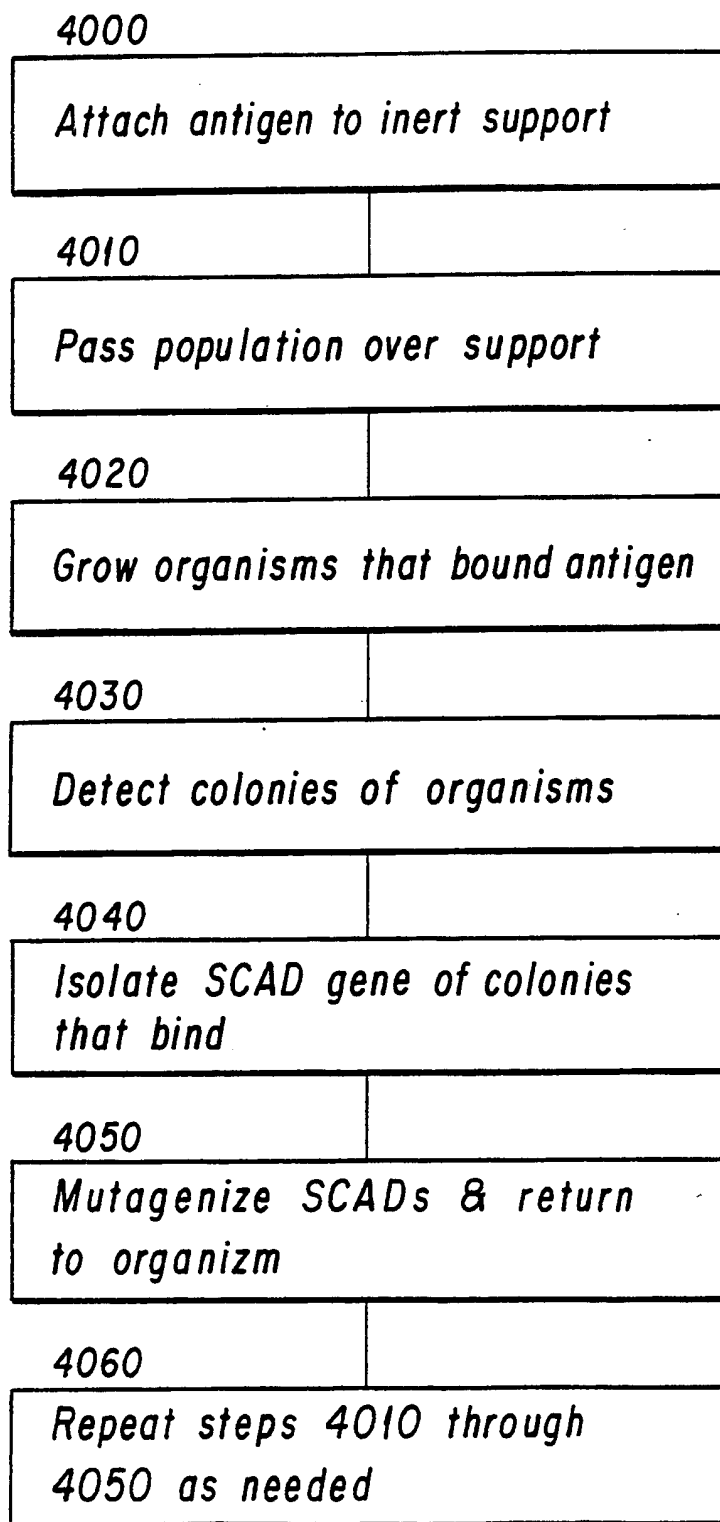 4000
Attach antigen to inert support
4010
Pass population over support
4020
Grow organisms that bound antigen
4030
Detect colonies of organisms
4040
Isolate SCAD gene of colonies
that bind
4050
Mutagenize SCADs & return
to organizm
4060
Repeat steps 4010 through
4050 as needed